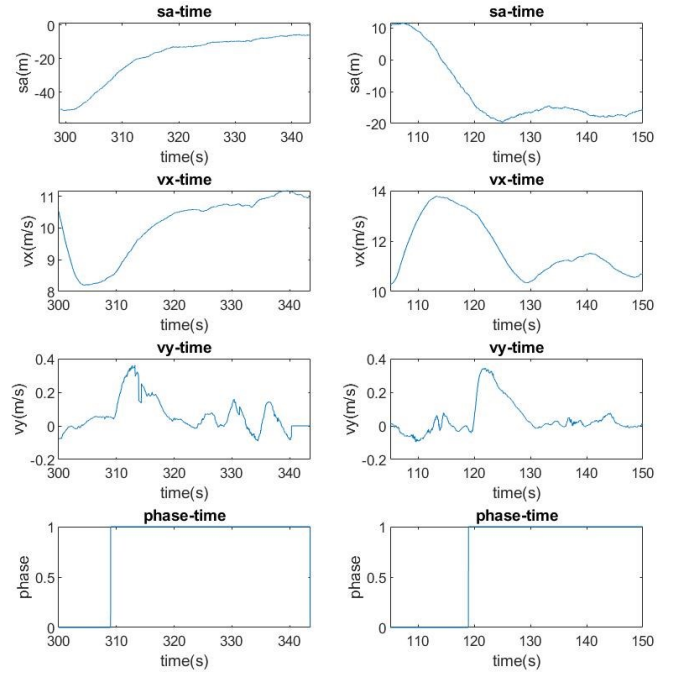 sa-time
sa(m)
0
-20
-40
300 310 320 330 340
time(s)
sa-time
sa(m)
10
0
-10
-20
110 120 130 140 150
time(s)
vx-time
vx(m/s)
11
10
9
8
300 310 320 330 340
time(s)
vx-time
vx(m/s)
14
12
10
110 120 130 140 150
time(s)
vy-time
vy(m/s)
0.4
0.2
0
-0.2
300 310 320 330 340
time(s)
vy-time
vy(m/s)
0.4
0.2
0
-0.2
110 120 130 140 150
time(s)
phase-time
phase
1
0.5
0
300 310 320 330 340
time(s)
phase-time
phase
1
0.5
0
110 120 130 140 150
time(s)